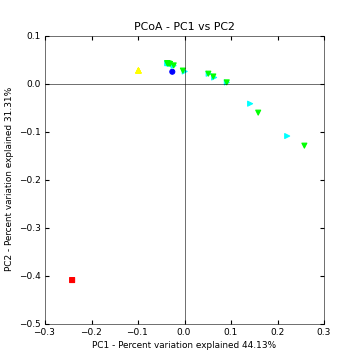 PCoA - PC1 vs PC2
0.1
0.0
−0.1
−0.2
−0.3
−0.4
−0.5
PC2 - Percent variation explained 31.31%
−0.3 −0.2 −0.1 0.0 0.1 0.2 0.3
PC1 - Percent variation explained 44.13%